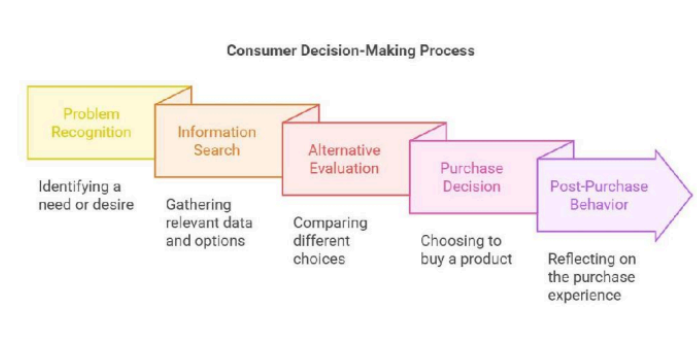 Consumer Decision-Making Process
Problem
Recognition
Identifying a
need or desire
Information
Search
Gathering
relevant data
and options
Alternative
Evaluation
Comparing
different
choices
Purchase
Decision
Choosing to
buy a product
Post-Purchase
Behavior
Reflecting on
the purchase
experience